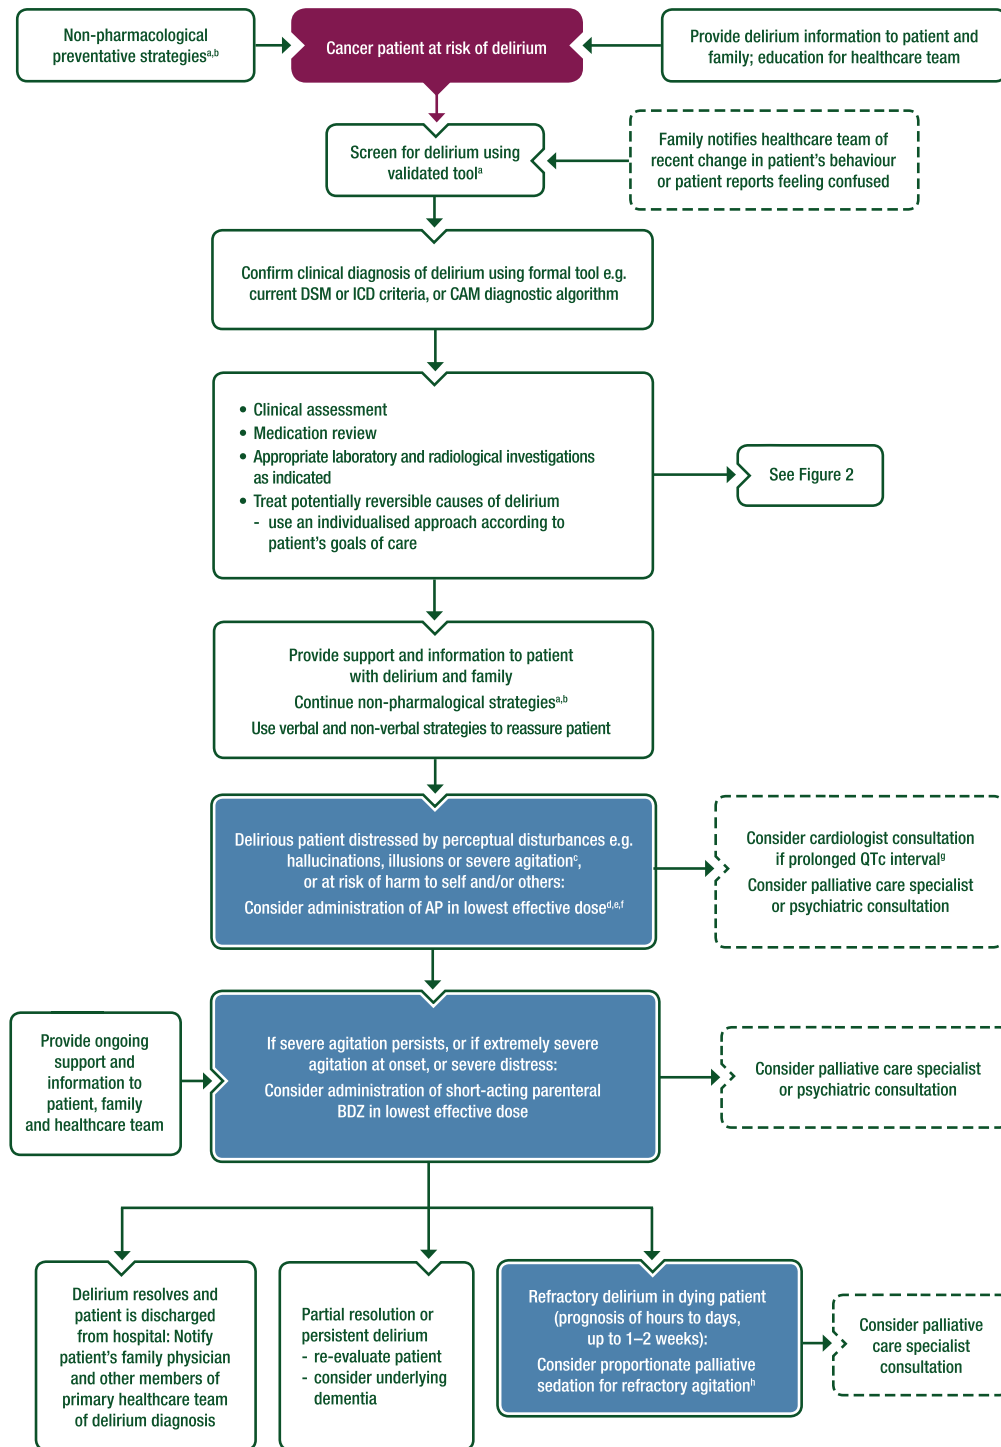 Non-pharmacological
preventative strategiesa,b
Cancer patient at risk of delirium
Provide delirium information to patient and
family; education for healthcare team
Screen for delirium using
validated toola
Family notifies healthcare team of
recent change in patient's behaviour
or patient reports feeling confused
Confirm clinical diagnosis of delirium using formal tool e.g.
current DSM or ICD criteria, or CAM diagnostic algorithm
• Clinical assessment
• Medication review
• Appropriate laboratory and radiological investigations
as indicated
• Treat potentially reversible causes of delirium
- use an individualised approach according to
patient's goals of care
See Figure 2
Provide support and information to patient
with delirium and family
Continue non-pharmalogical strategiesa,b
Use verbal and non-verbal strategies to reassure patient
Delirious patient distressed by perceptual disturbances e.g.
hallucinations, illusions or severe agitationc,
or at risk of harm to self and/or others:
Consider administration of AP in lowest effective dosed,e,f
Consider cardiologist consultation
if prolonged QTc intervalg
Consider palliative care specialist
or psychiatric consultation
Provide ongoing
support and
information to
patient, family
and healthcare team
If severe agitation persists, or if extremely severe
agitation at onset, or severe distress:
Consider administration of short-acting parenteral
BDZ in lowest effective dose
Consider palliative care specialist
or psychiatric consultation
Delirium resolves and
patient is discharged
from hospital: Notify
patient's family physician
and other members of
primary healthcare team
of delirium diagnosis
Partial resolution or
persistent delirium
- re-evaluate patient
- consider underlying
dementia
Refractory delirium in dying patient
(prognosis of hours to days,
up to 1–2 weeks):
Consider proportionate palliative
sedation for refractory agitationh
Consider palliative
care specialist
consultation